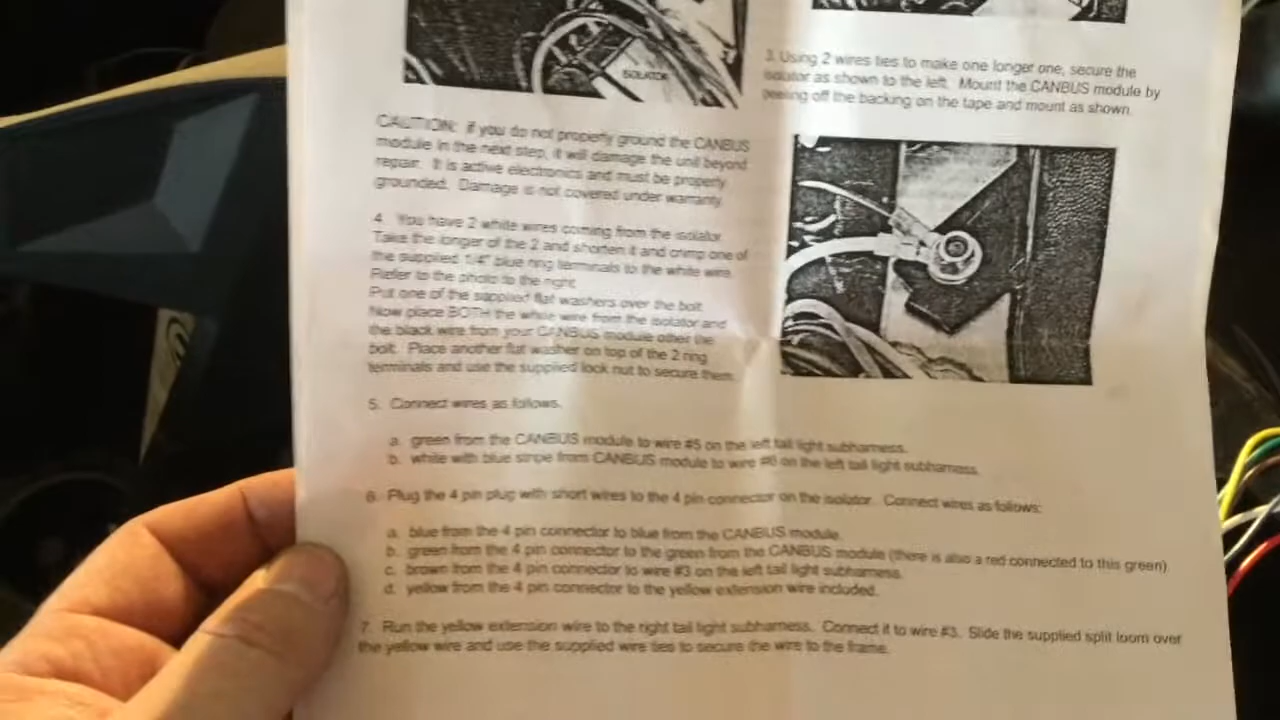 ISOLATOR
3. Using 2 wires ties to make one longer one, secure the
isolator as shown to the left. Mount the CANBUS module by
peeling off the backing on the tape and mount as shown.
CAUTION: if you do not properly ground the CANBUS
module in the next step, it will damage the unit beyond
repair. It is active electronics and must be properly
grounded. Damage is not covered under warranty.
4. You have 2 white wires coming from the isolator.
Take the longer of the 2 and shorten it and crimp one of
the supplied 1/4" blue ring terminals to the white wire.
Refer to the photo to the right.
Put one of the supplied flat washers over the bolt.
Now place BOTH the white wire from the isolator and
the black wire from your CANBUS module other the
bolt. Place another flat washer on top of the 2 ring
terminals and use the supplied lock nut to secure them.
5. Connect wires as follows.
a. green from the CANBUS module to wire #5 on the left tail light subharness.
b. white with blue stripe from CANBUS module to wire #6 on the left tail light subharness.
6. Plug the 4 pin plug with short wires to the 4 pin connector on the isolator. Connect wires as follows:
a. blue from the 4 pin connector to blue from the CANBUS module.
b. green from the 4 pin connector to the green from the CANBUS module (there is also a red connected to this green)
c. brown from the 4 pin connector to wire #3 on the left tail light subharness.
d. yellow from the 4 pin connector to the yellow extension wire included.
7. Run the yellow extension wire to the right tail light subharness. Connect it to wire #3. Slide the supplied split loom over
the yellow wire and use the supplied wire ties to secure the wire to the frame.